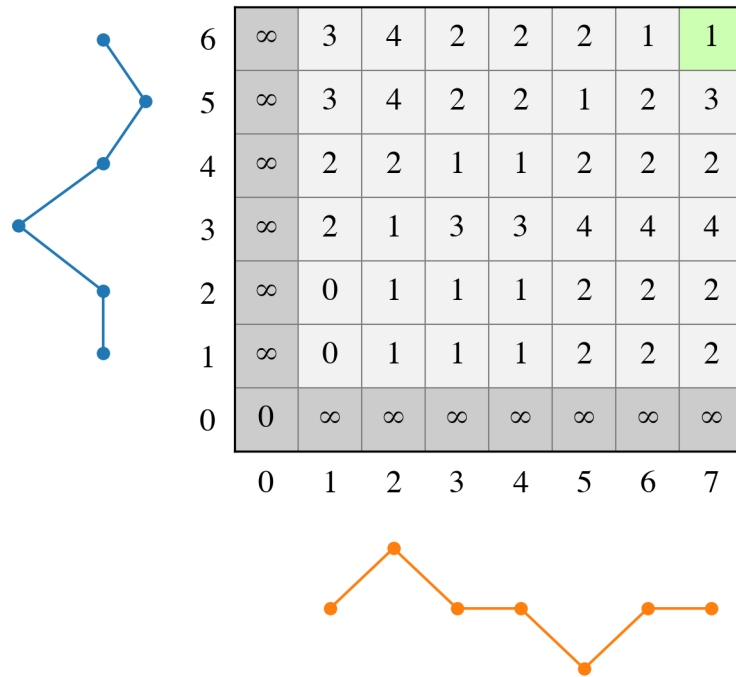 6 ∞ 3 4 2 2 2 1 1
5 ∞ 3 4 2 2 1 2 3
4 ∞ 2 2 1 1 2 2 2
3 ∞ 2 1 3 3 4 4 4
2 ∞ 0 1 1 1 2 2 2
1 ∞ 0 1 1 1 2 2 2
0 0 ∞ ∞ ∞ ∞ ∞ ∞ ∞
0 1 2 3 4 5 6 7